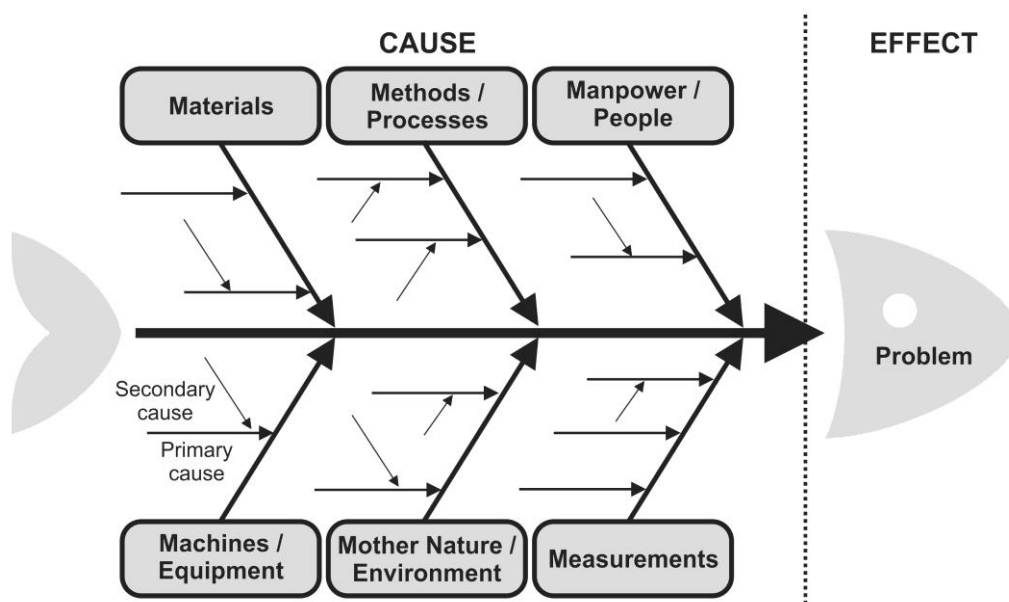 CAUSE
EFFECT
Materials
Methods /
Processes
Manpower /
People
Problem
Secondary
cause
Primary
cause
Machines /
Equipment
Mother Nature /
Environment
Measurements